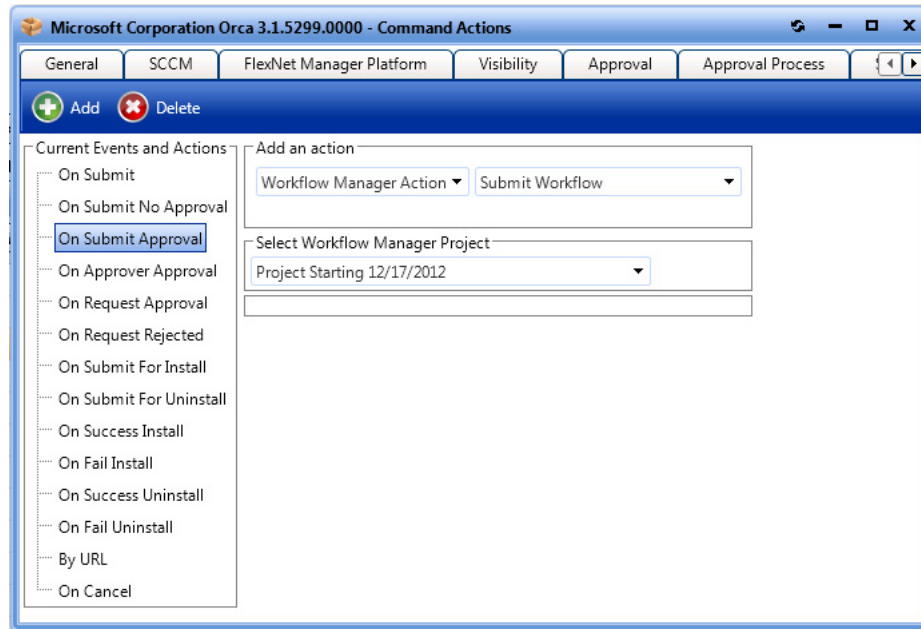 Microsoft Corporation Orca 3.1.5299.0000 - Command Actions
General SCCM FlexNet Manager Platform Visibility Approval Approval Process
Add Delete
Current Events and Actions
On Submit
On Submit No Approval
On Submit Approval
On Approver Approval
On Request Approval
On Request Rejected
On Submit For Install
On Submit For Uninstall
On Success Install
On Fail Install
On Success Uninstall
On Fail Uninstall
By URL
On Cancel
Add an action
Workflow Manager Action Submit Workflow
Select Workflow Manager Project
Project Starting 12/17/2012